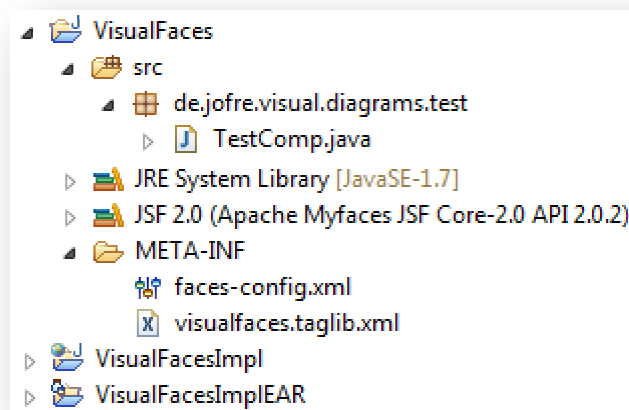 VisualFaces
src
de.jofre.visual.diagrams.test
TestComp.java
JRE System Library [JavaSE-1.7]
JSF 2.0 (Apache Myfaces JSF Core-2.0 API 2.0.2)
META-INF
faces-config.xml
visualfaces.taglib.xml
VisualFacesImpl
VisualFacesImplEAR